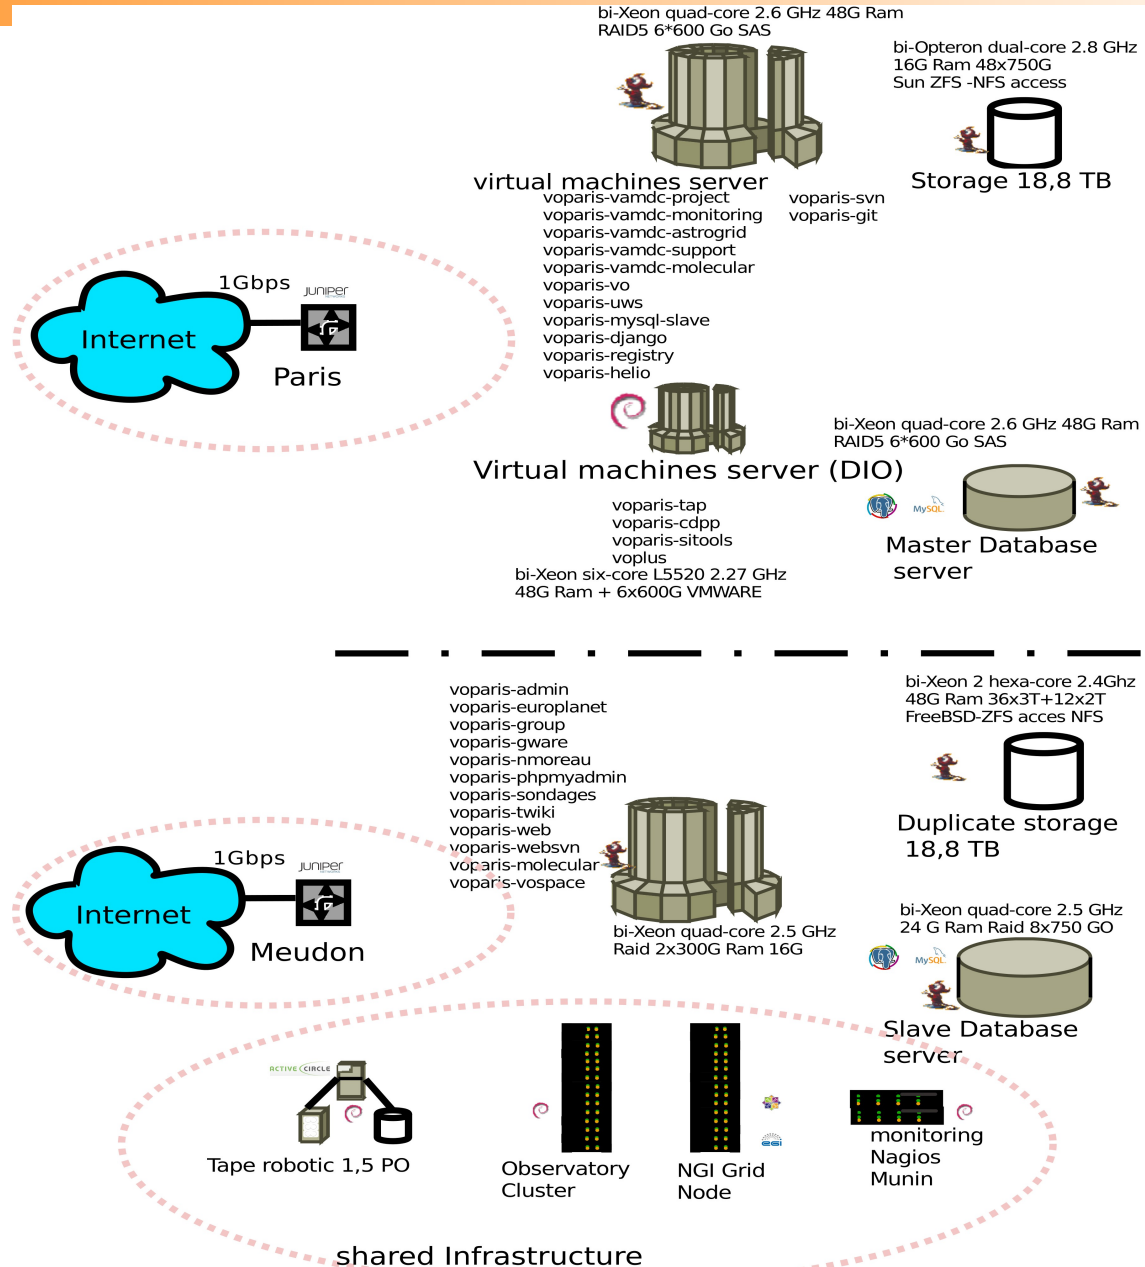 bi-Xeon quad-core 2.6 GHz 48G Ram
RAID5 6*600 Go SAS
bi-Opteron dual-core 2.8 GHz
16G Ram 48x750G
Sun ZFS -NFS access
virtual machines server
Storage 18,8 TB
voparis-vamdc-project
voparis-vamdc-monitoring
voparis-vamdc-astrogrid
voparis-vamdc-support
voparis-vamdc-molecular
voparis-vo
voparis-uws
voparis-mysql-slave
voparis-django
voparis-registry
voparis-helio
voparis-svn
voparis-git
1Gbps
JUNIPER
NETWORKS
Internet
Paris
Virtual machines server (DIO)
voparis-tap
voparis-cdpp
voparis-sitools
voplus
bi-Xeon six-core L5520 2.27 GHz
48G Ram + 6x600G VMWARE
bi-Xeon quad-core 2.6 GHz 48G Ram
RAID5 6*600 Go SAS
MySQL
Master Database
server
voparis-admin
voparis-europlanet
voparis-group
voparis-gware
voparis-nmoreau
voparis-phpmyadmin
voparis-sondages
voparis-twiki
voparis-web
voparis-websvn
voparis-molecular
voparis-vospace
bi-Xeon 2 hexa-core 2.4Ghz
48G Ram 36x3T+12x2T
FreeBSD-ZFS acces NFS
Duplicate storage
18,8 TB
1Gbps
JUNIPER
NETWORKS
Internet
Meudon
bi-Xeon quad-core 2.5 GHz
Raid 2x300G Ram 16G
bi-Xeon quad-core 2.5 GHz
24 G Ram Raid 8x750 GO
MySQL
Slave Database
server
ACTIVE CIRCLE
Tape robotic 1,5 PO
Observatory
Cluster
NGI Grid
Node
eGI
monitoring
Nagios
Munin
shared Infrastructure